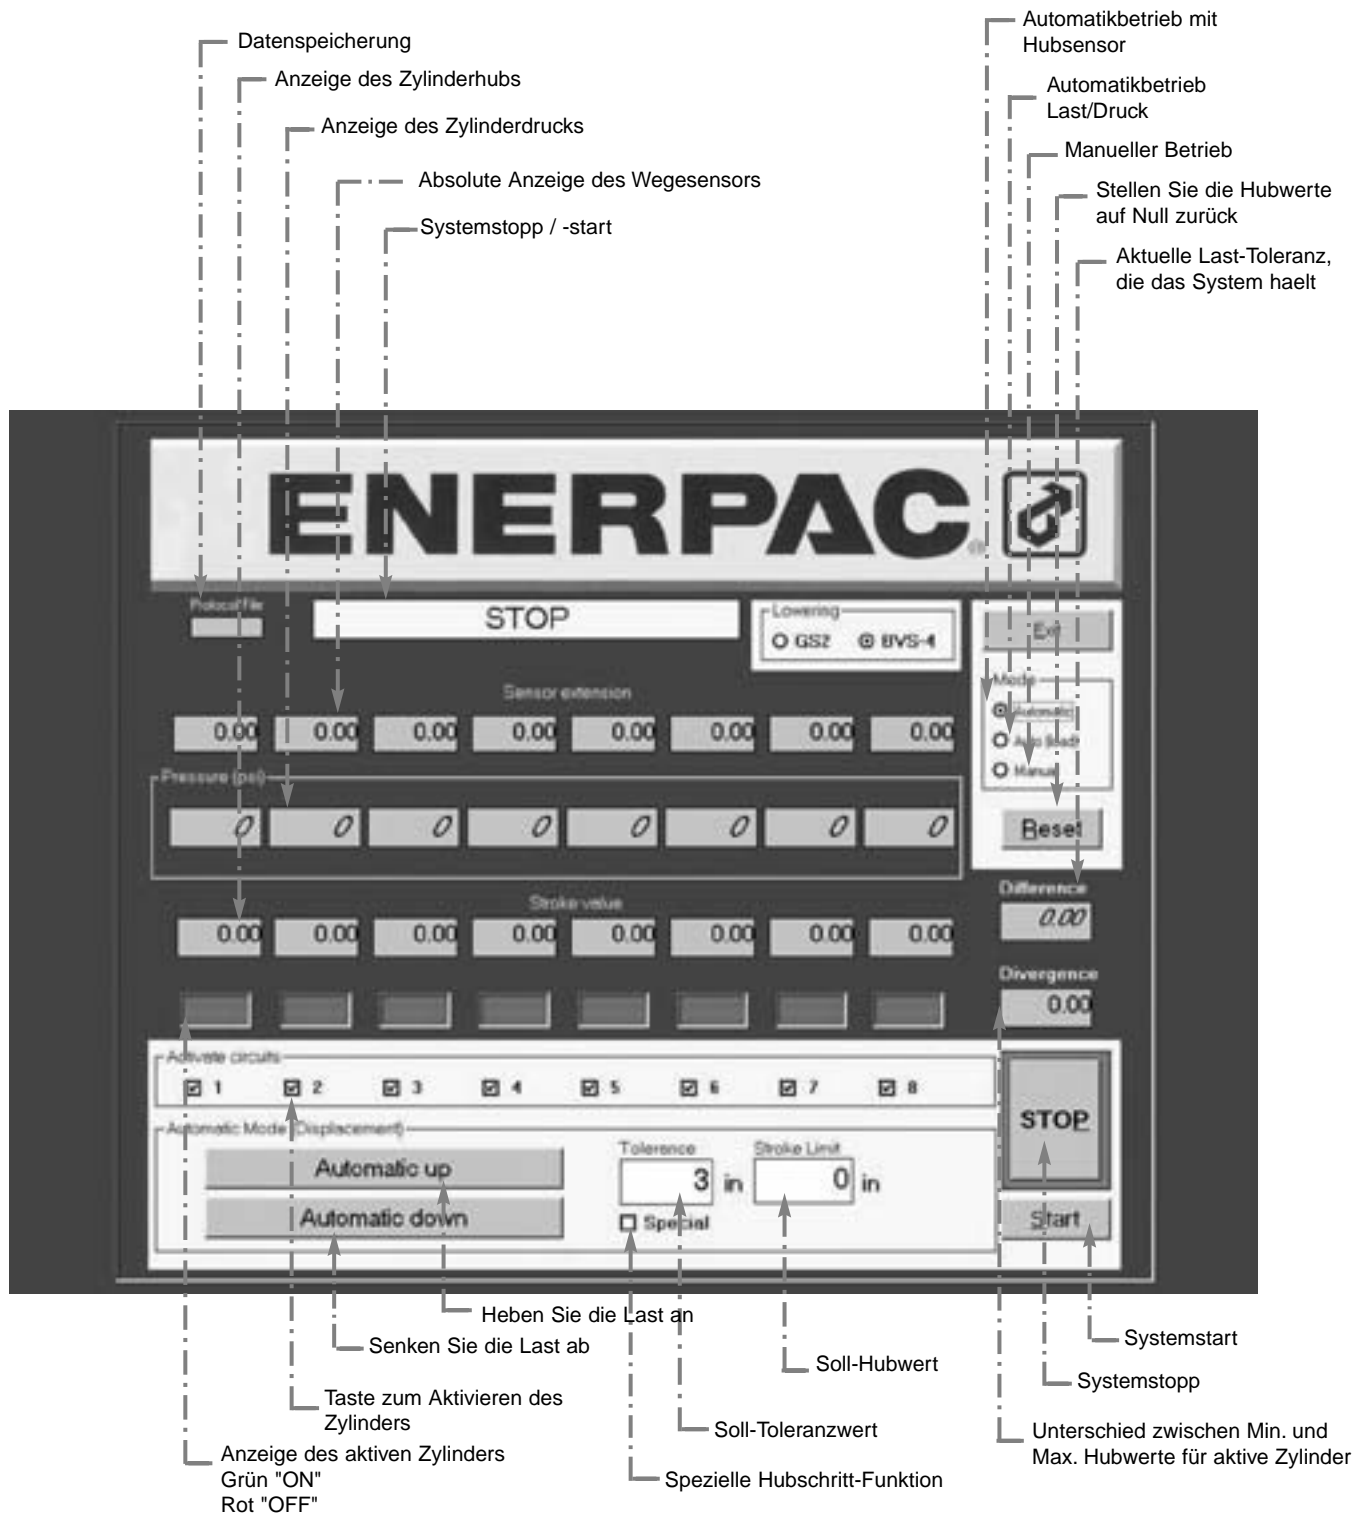 Datenspeicherung
Anzeige des Zylinderhubs
Anzeige des Zylinderdrucks
Absolute Anzeige des Wegesensors
Systemstopp / -start
Automatikbetrieb mit
Hubsensor
Automatikbetrieb
Last/Druck
Manueller Betrieb
Stellen Sie die Hubwerte
auf Null zurück
Aktuelle Last-Toleranz,
die das System haelt
ENERPAC®
Protocol file
STOP
Lowering
GS2 BVS-4
Exit
Mode
Automatic
Auto (load)
Manual
Reset
Sensor extension
0.00 0.00 0.00 0.00 0.00 0.00 0.00 0.00
Pressure (psi)
0 0 0 0 0 0 0 0
Stroke value
0.00 0.00 0.00 0.00 0.00 0.00 0.00 0.00
Difference
0.00
Divergence
0.00
Activate circuits
1 2 3 4 5 6 7 8
Automatic Mode (Displacement)
Automatic up
Automatic down
Tolerence
3 in
Special
Stroke Limit
0 in
STOP
Start
Heben Sie die Last an
Senken Sie die Last ab
Taste zum Aktivieren des
Zylinders
Anzeige des aktiven Zylinders
Grün "ON"
Rot "OFF"
Soll-Hubwert
Soll-Toleranzwert
Spezielle Hubschritt-Funktion
Systemstart
Systemstopp
Unterschied zwischen Min. und
Max. Hubwerte für aktive Zylinder